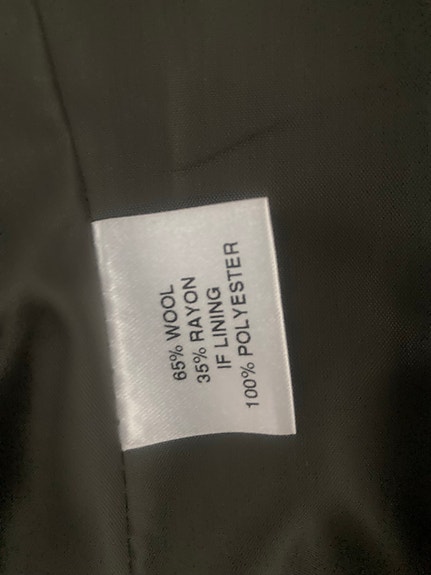 65% WOOL
35% RAYON
IF LINING
100% POLYESTER